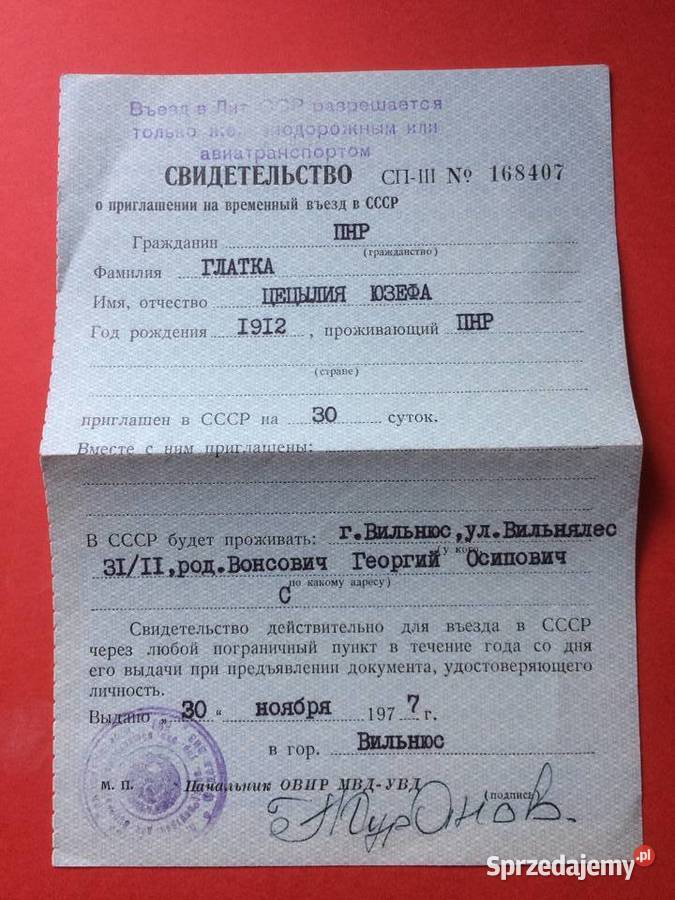 Въезд в Лит ССР разрешается
только железнодорожным или
авиатранспортом
СВИДЕТЕЛЬСТВО СП-III № 168407
о приглашении на временный въезд в СССР
Гражданин ПНР
(гражданство)
Фамилия ГЛАТКА
Имя, отчество ЦЕЦЫЛИЯ ЮЗЕФА
Год рождения 1912, проживающий ПНР
(стране)
приглашен в СССР на 30 суток.
Вместе с ним приглашены:
В СССР будет проживать: г.Вильнюс,ул.Вильнялес
(у кого
31/II,род.Вонсович Георгий Осипович
по какому адресу)
С
Свидетельство действительно для въезда в СССР
через любой пограничный пункт в течение года со дня
его выдачи при предъявлении документа, удостоверяющего
личность.
Выдано „ 30 “ ноября 1977 г.
в гор. Вильнюс
м. п. Начальник ОВИР МВД-УВД
(подпись)
Sprzedajemy.pl